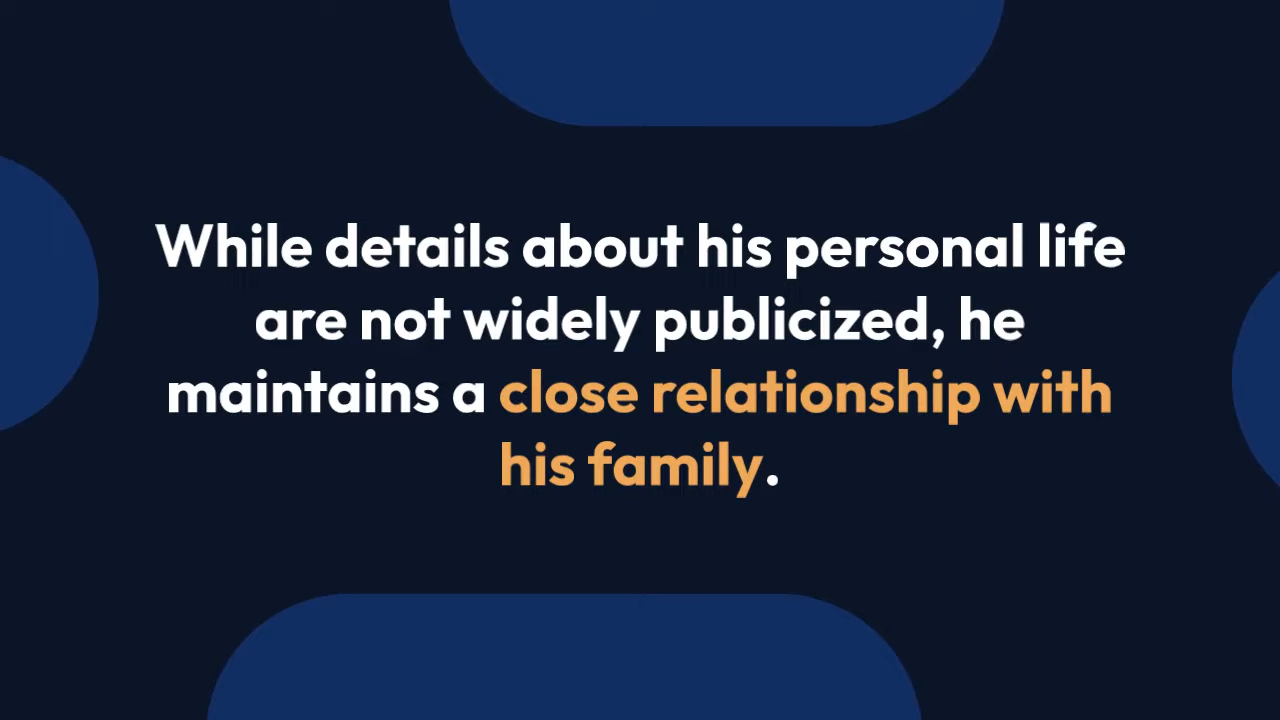 While details about his personal life
are not widely publicized, he
maintains a close relationship with
his family.